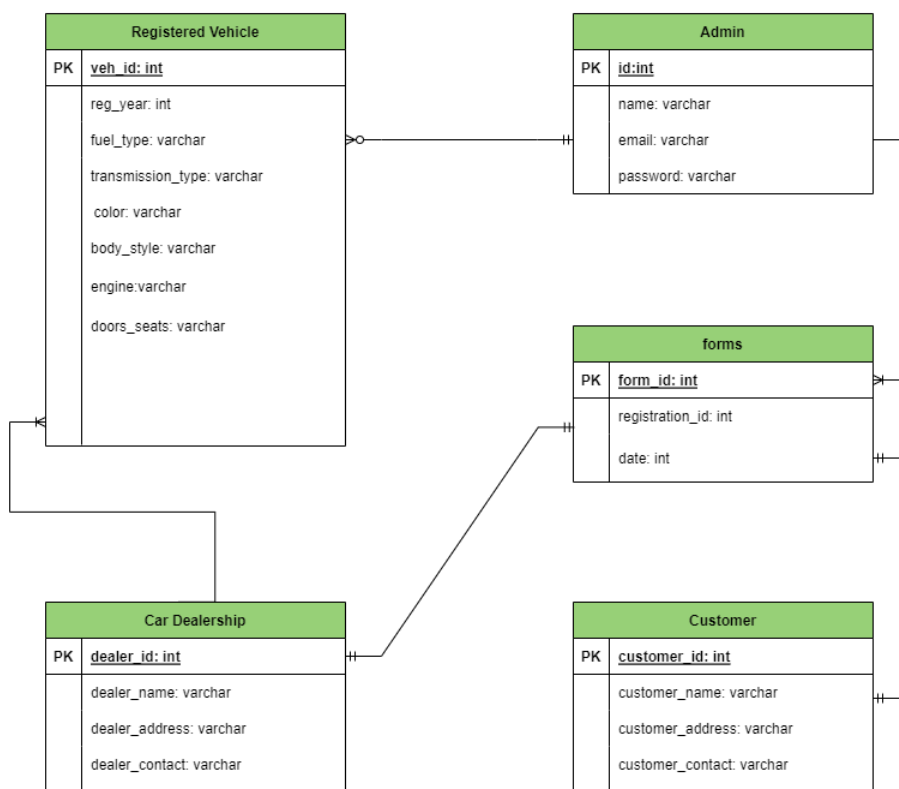 Registered Vehicle
PK veh_id: int
reg_year: int
fuel_type: varchar
transmission_type: varchar
color: varchar
body_style: varchar
engine:varchar
doors_seats: varchar
Admin
PK id:int
name: varchar
email: varchar
password: varchar
forms
PK form_id: int
registration_id: int
date: int
Car Dealership
PK dealer_id: int
dealer_name: varchar
dealer_address: varchar
dealer_contact: varchar
Customer
PK customer_id: int
customer_name: varchar
customer_address: varchar
customer_contact: varchar